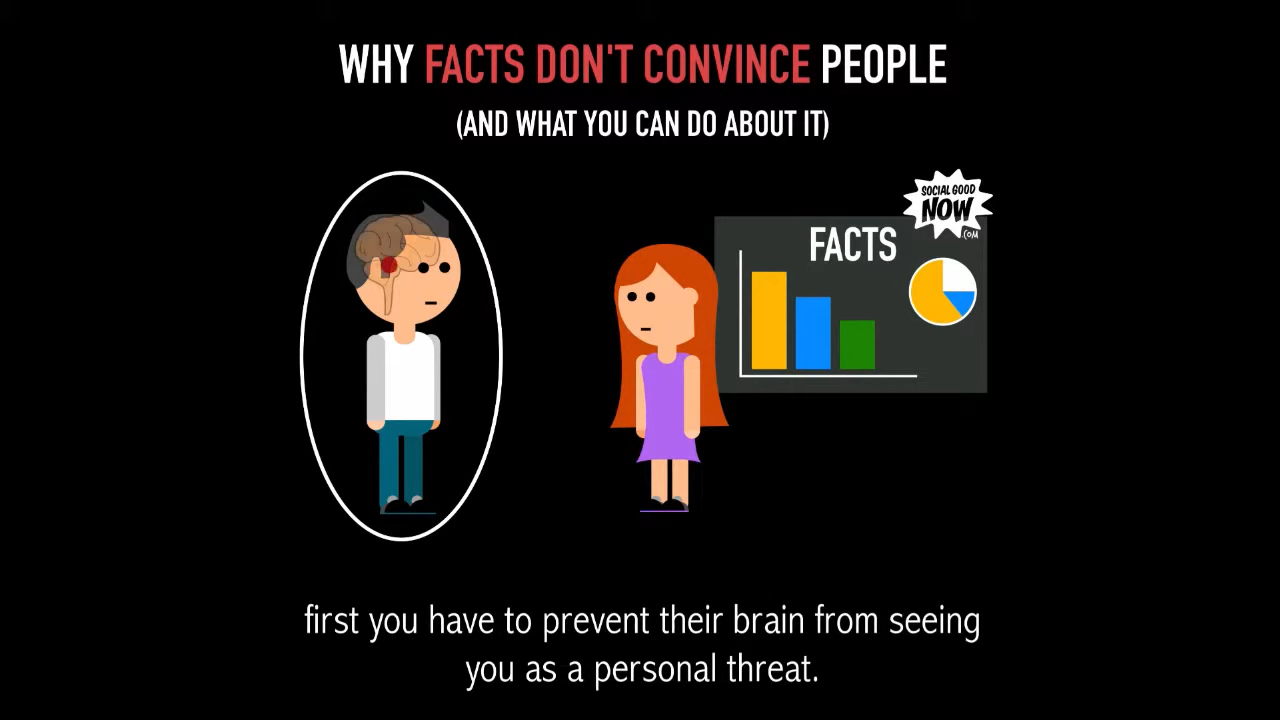 WHY FACTS DON'T CONVINCE PEOPLE
(AND WHAT YOU CAN DO ABOUT IT)
SOCIAL GOOD
NOW
.COM
FACTS
first you have to prevent their brain from seeing
you as a personal threat.